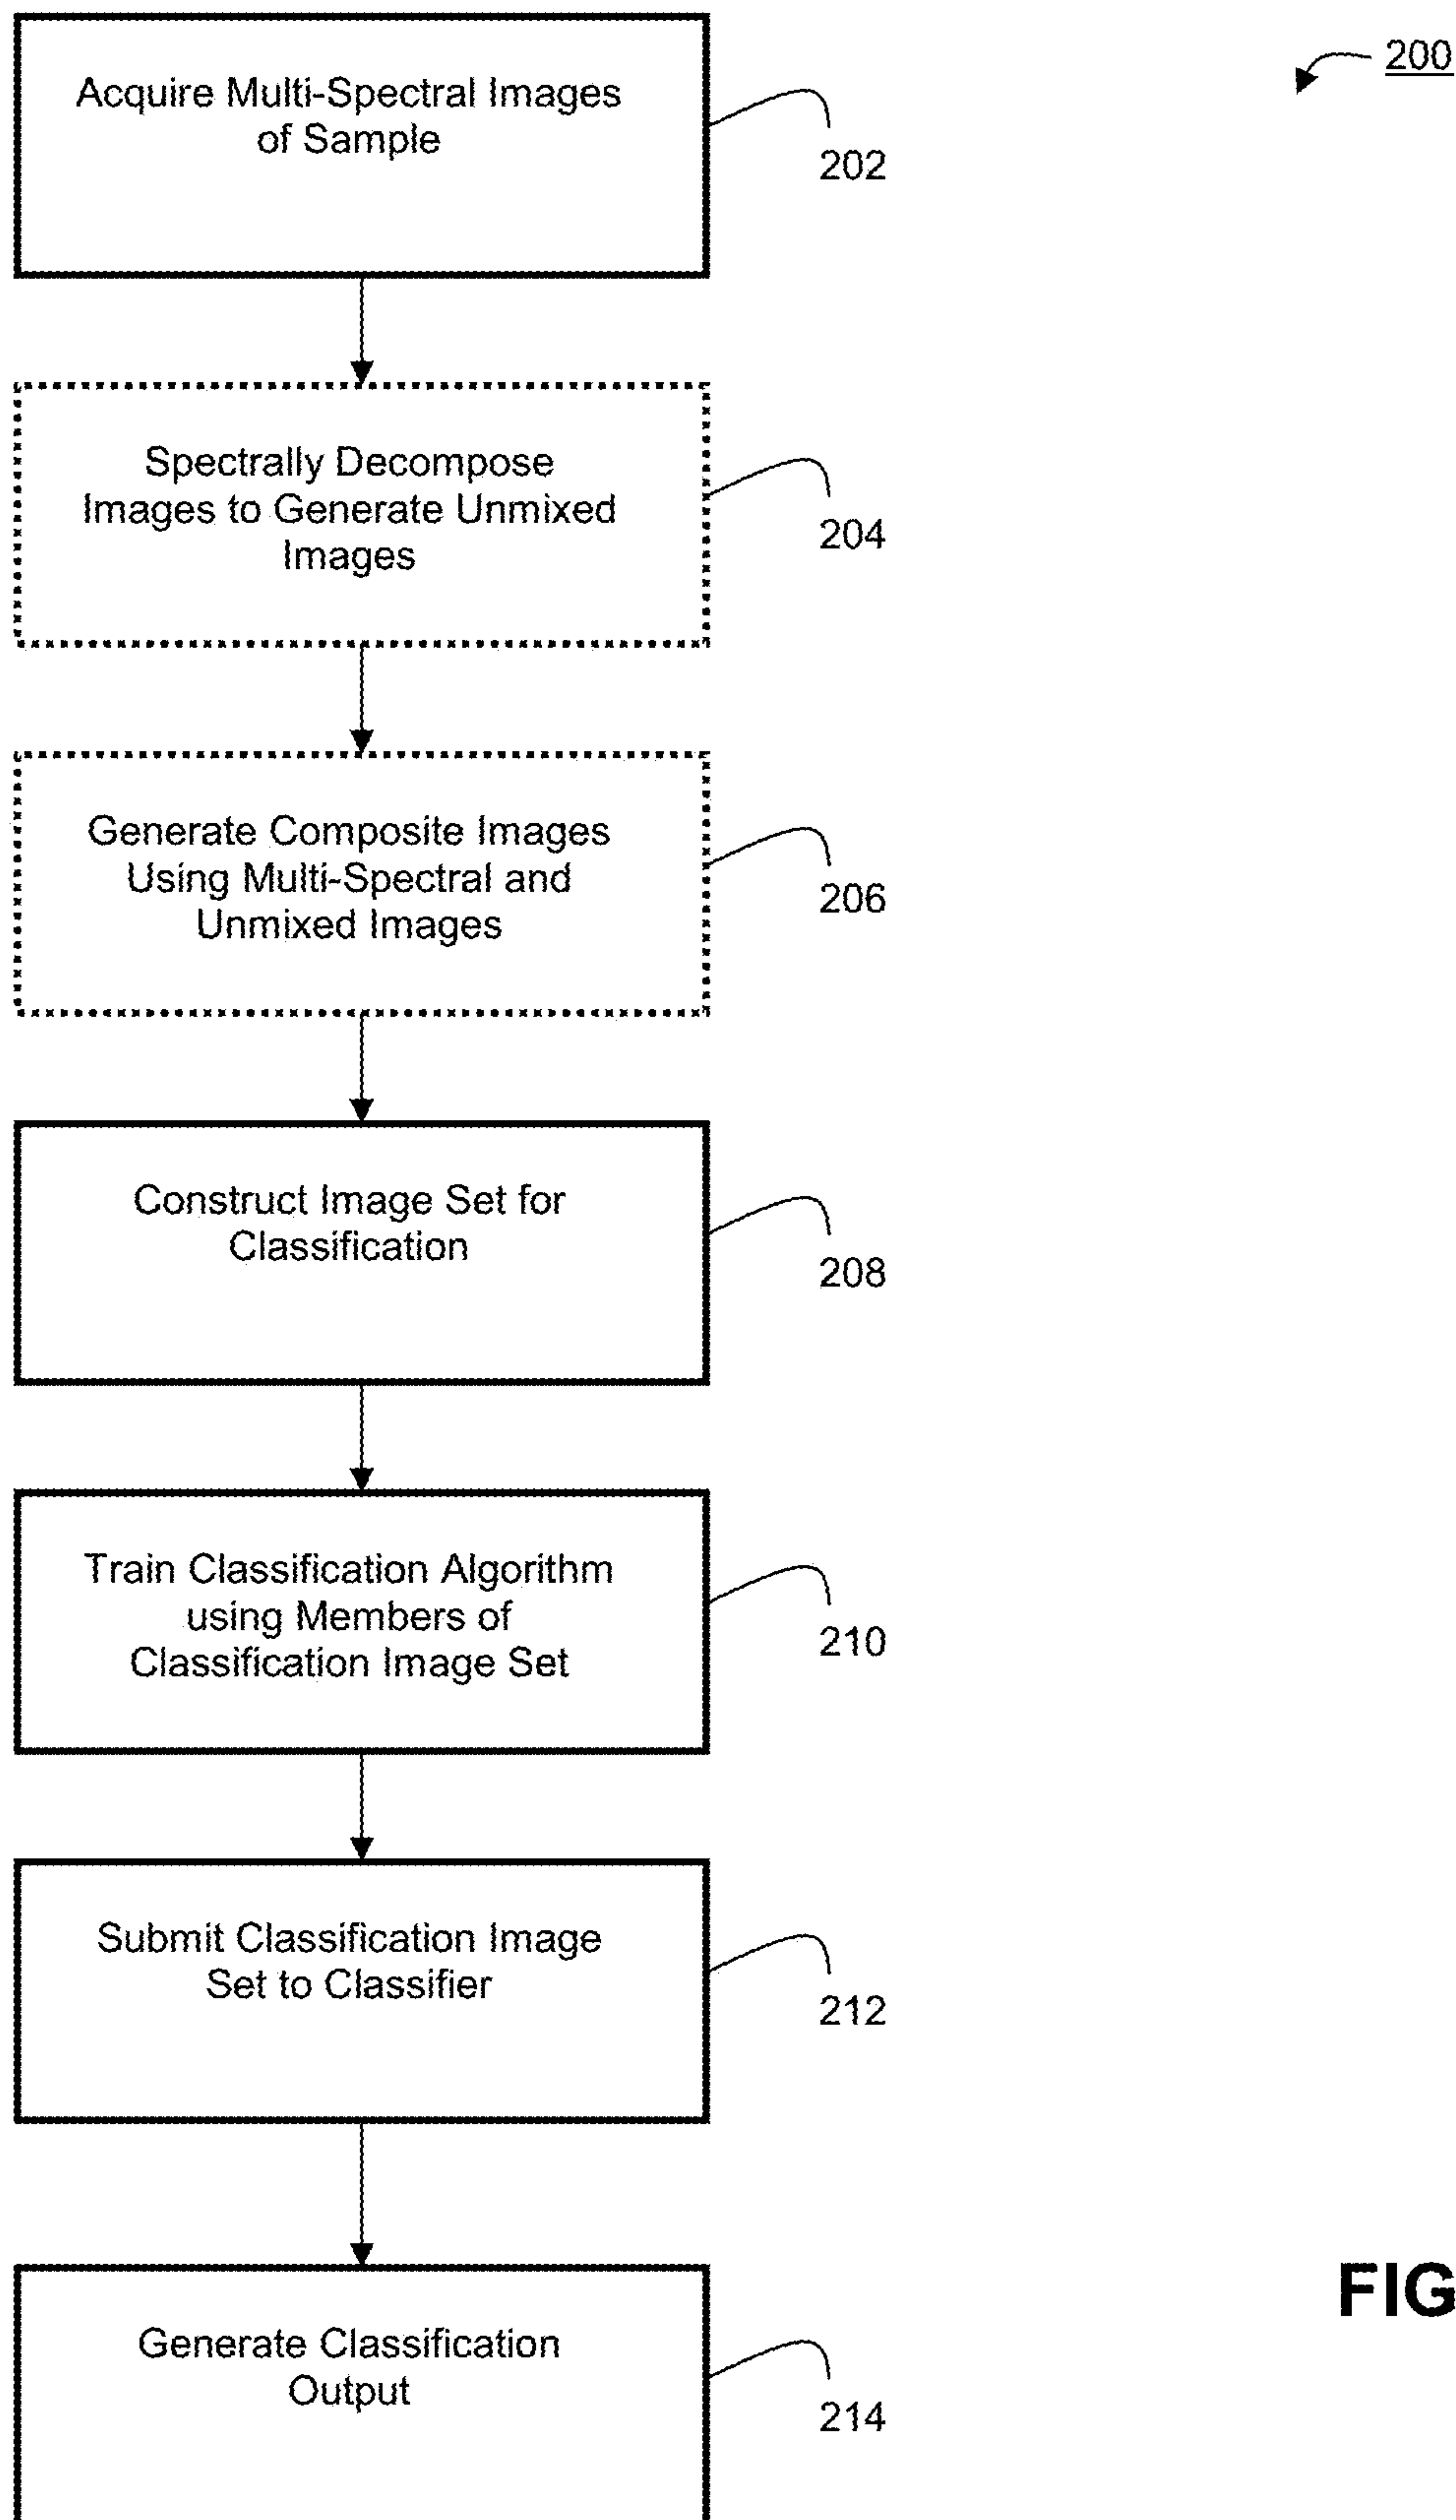 200
Acquire Multi-Spectral Images
of Sample
202
Spectrally Decompose
Images to Generate Unmixed
Images
204
Generate Composite Images
Using Multi-Spectral and
Unmixed Images
206
Construct Image Set for
Classification
208
Train Classification Algorithm
using Members of
Classification Image Set
210
Submit Classification Image
Set to Classifier
212
Generate Classification
Output
214
FIG